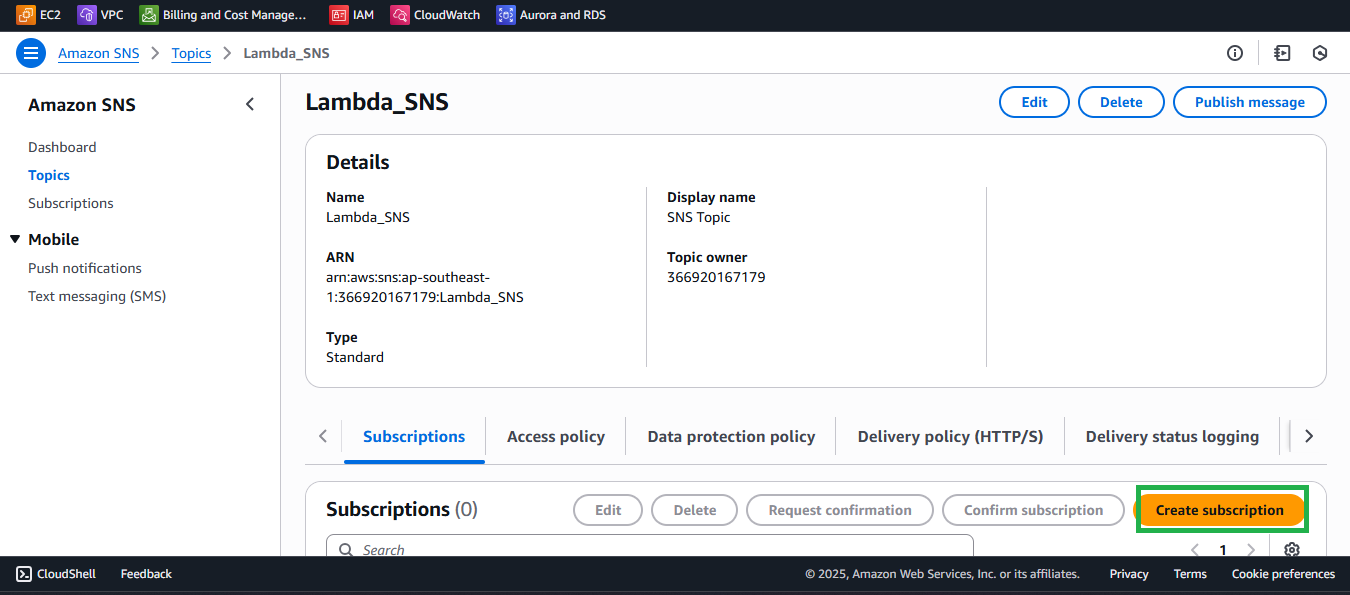 EC2 VPC Billing and Cost Manage... IAM CloudWatch Aurora and RDS
Amazon SNS Topics Lambda_SNS
Amazon SNS
Dashboard
Topics
Subscriptions
Mobile
Push notifications
Text messaging (SMS)
Lambda_SNS
Edit Delete Publish message
Details
Name
Lambda_SNS
ARN
arn:aws:sns:ap-southeast-
1:366920167179:Lambda_SNS
Type
Standard
Display name
SNS Topic
Topic owner
366920167179
Subscriptions Access policy Data protection policy Delivery policy (HTTP/S) Delivery status logging
Subscriptions (0) Edit Delete Request confirmation Confirm subscription Create subscription
Search 1
CloudShell Feedback © 2025, Amazon Web Services, Inc. or its affiliates. Privacy Terms Cookie preferences